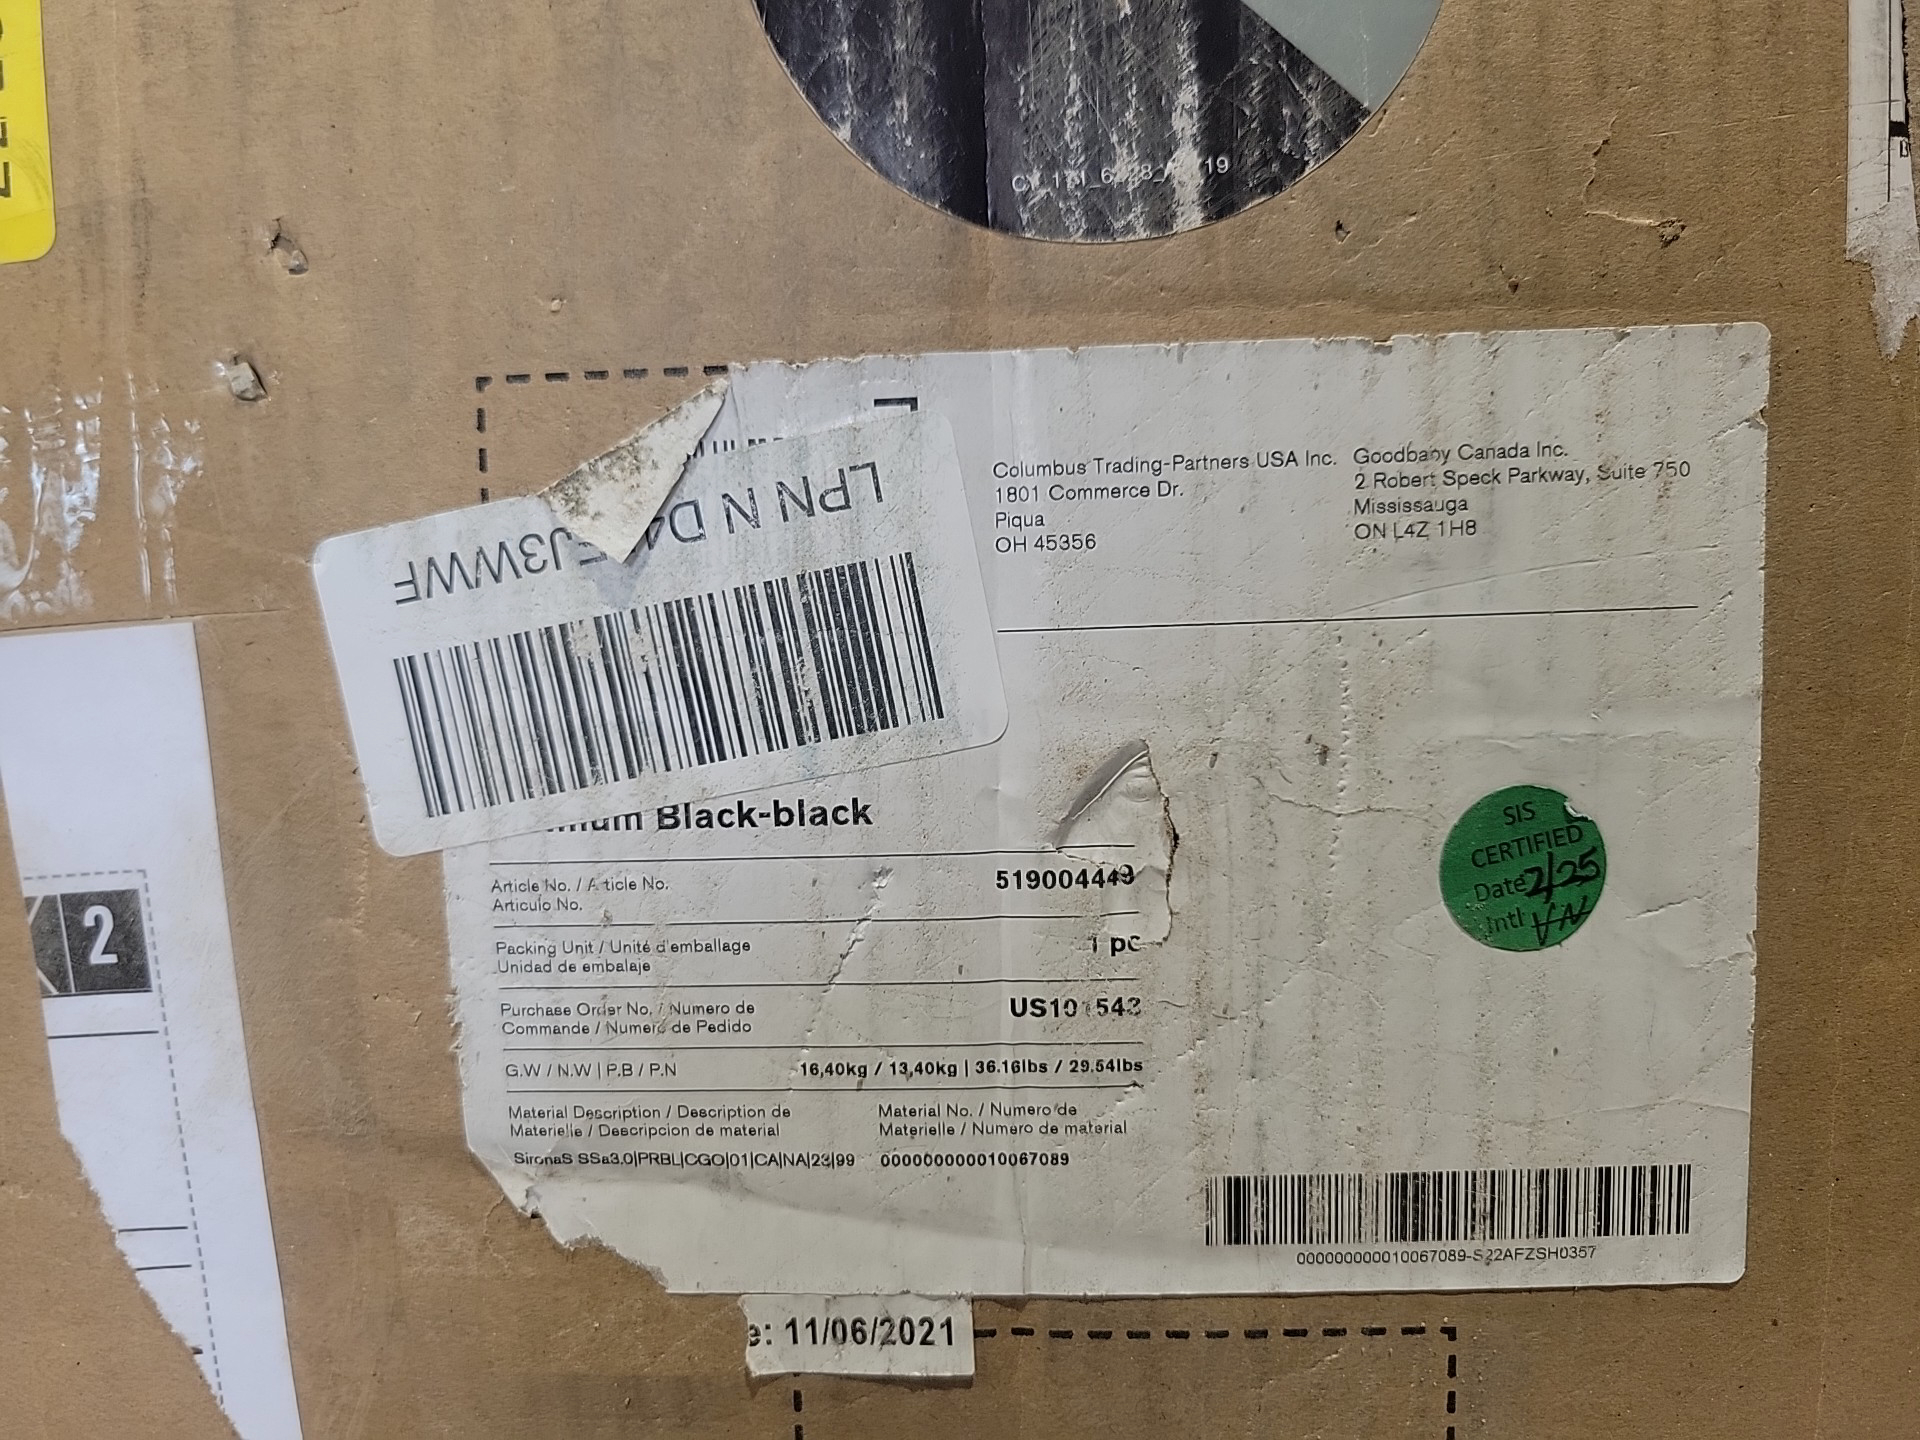 Columbus Trading-Partners USA Inc.
1801 Commerce Dr.
Piqua
OH 45356
Goodbaby Canada Inc.
2 Robert Speck Parkway, Suite 750
Mississauga
ON L4Z 1H8
LPN N
J3WWF
Black-black
SIS
CERTIFIED
Date 2/25
Intl VN
Article No. / Article No.
Articulo No.
519004449
Packing Unit / Unité d'emballage
Unidad de embalaje
1 pc
Purchase Order No. / Numero de
Commande / Numero de Pedido
G.W / N.W | P.B / P.N
16,40kg / 13,40kg | 36.16lbs / 29.54lbs
Material Description / Description de
Materielle / Descripcion de material
Material No. / Numero de
Materielle / Numero de material
SironaS SSa3.0|PRBL|CGO|01|CA|NA|23|99
000000000010067089
000000000010067089-S22AFZSH0357
2
e: 11/06/2021